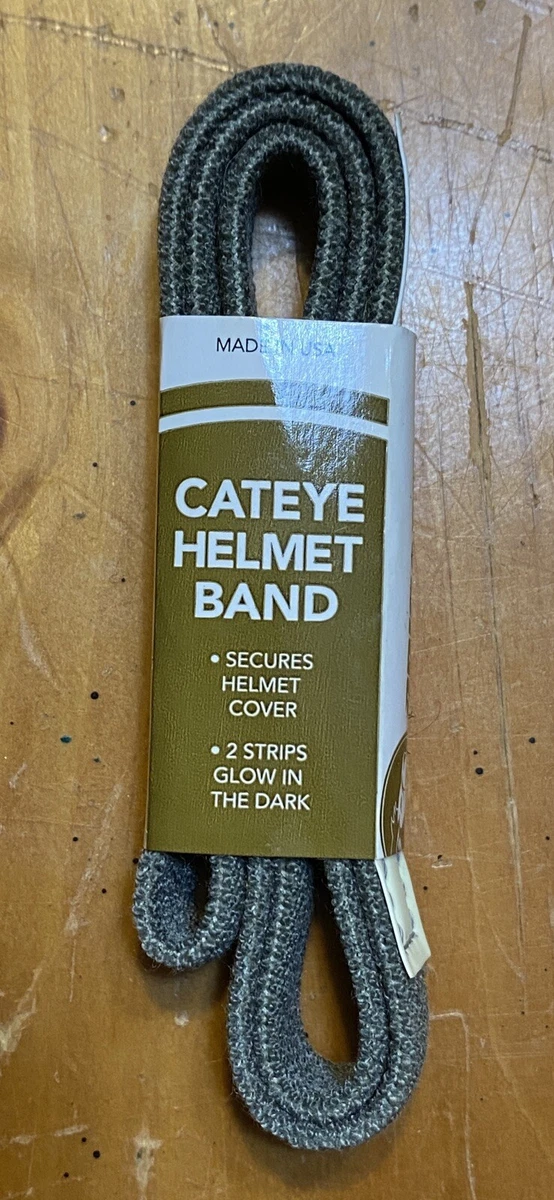 MADE IN USA
CATEYE
HELMET
BAND
• SECURES
HELMET
COVER
• 2 STRIPS
GLOW IN
THE DARK